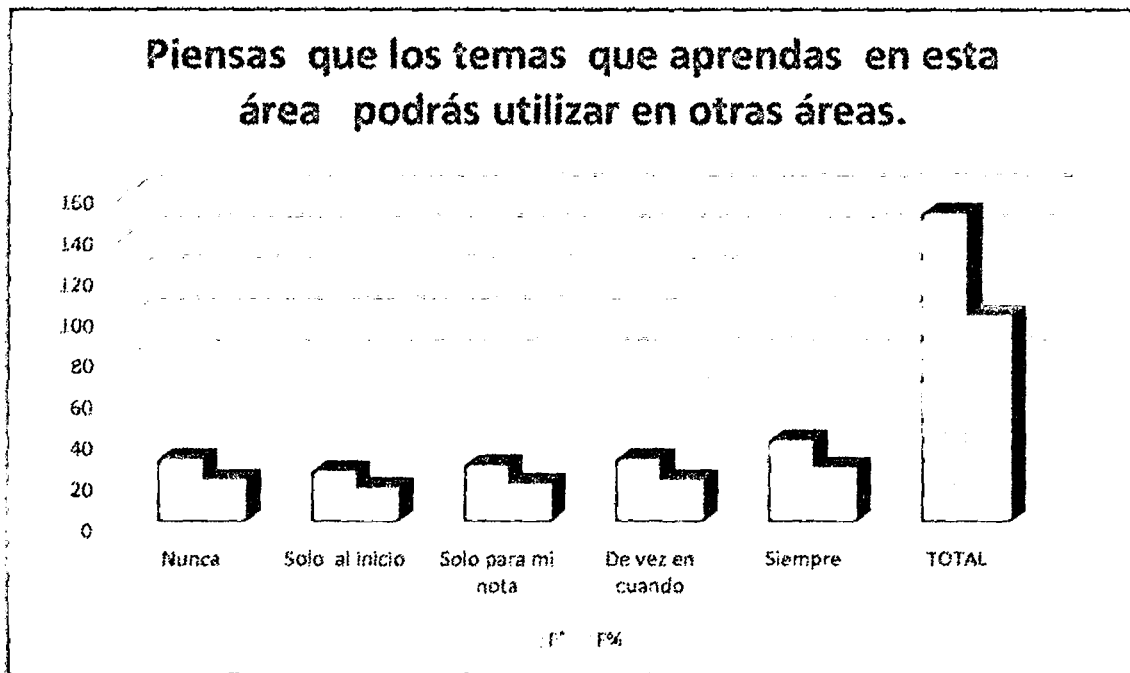 Piensas que los temas que aprendas en esta
área podrás utilizar en otras áreas.
160
140
120
100
80
60
40
20
0
Nunca
Solo al inicio
Solo para mi
nota
De vez en
cuando
Siempre
TOTAL
F%